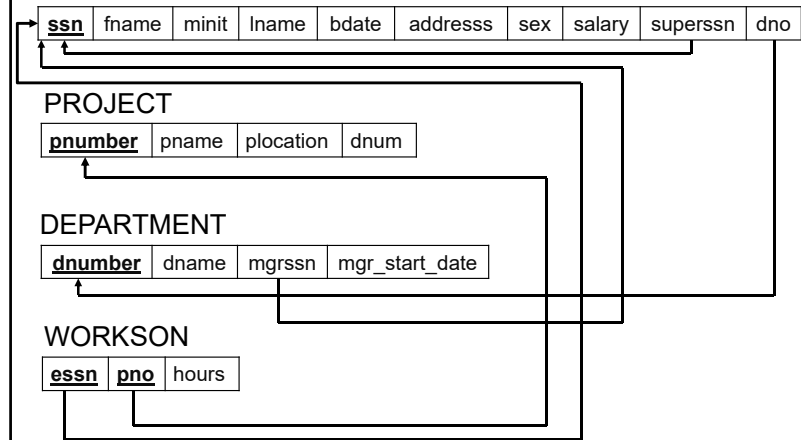 ssn fname minit lname bdate addresss sex salary superssn dno
PROJECT
pnumber pname plocation dnum
DEPARTMENT
dnumber dname mgrssn mgr_start_date
WORKSON
essn pno hours